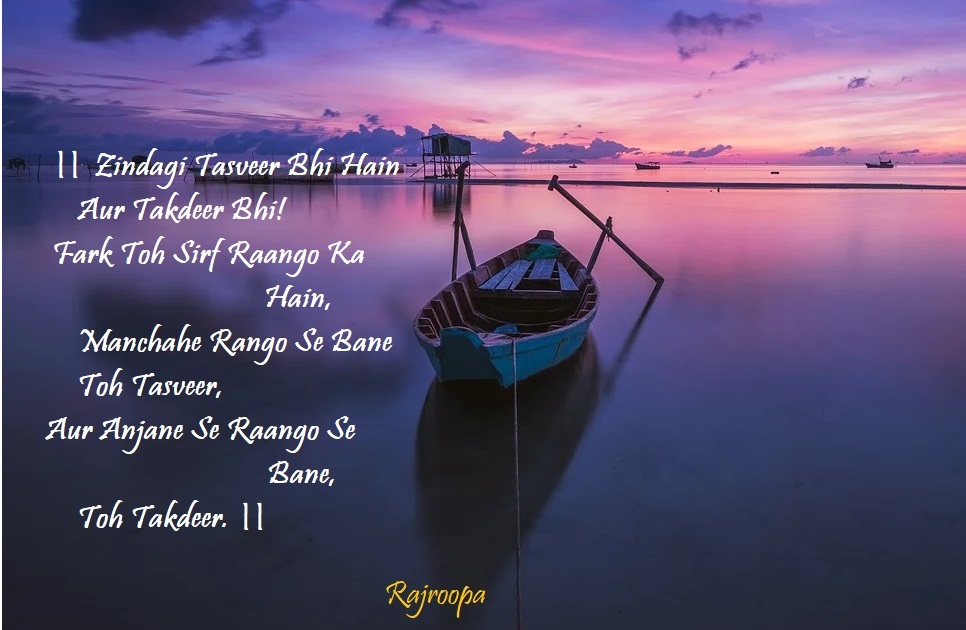 || Zindagi Tasveer Bhi Hain
Aur Takdeer Bhi!
Fark Toh Sirf Raango Ka
Hain,
Manchahe Rango Se Bane
Toh Tasveer,
Aur Anjane Se Raango Se
Bane,
Toh Takdeer. ||
Rajroopa